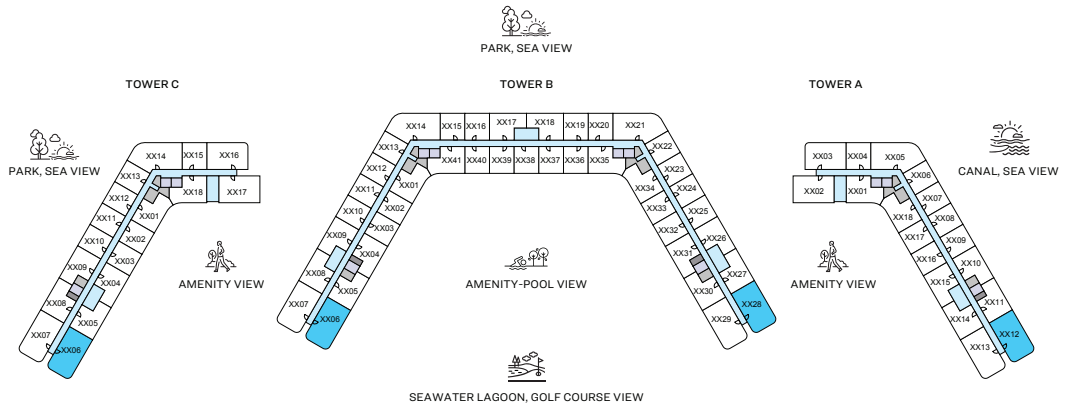 PARK, SEA VIEW
TOWER C
TOWER B
TOWER A
PARK, SEA VIEW
CANAL, SEA VIEW
XX14 XX15 XX16
XX13
XX12
XX11
XX10
XX09
XX08
XX07
XX18 XX17
XX01
XX02
XX03
XX04
XX05
XX06
AMENITY VIEW
XX14 XX15 XX16 XX17 XX18 XX19 XX20 XX21
XX13
XX12
XX11
XX10
XX09
XX08
XX07
XX41 XX40 XX39 XX38 XX37 XX36 XX35
XX01
XX02
XX03
XX04
XX05
XX06
XX22
XX23
XX24
XX25
XX26
XX27
XX28
XX34
XX33
XX32
XX31
XX30
XX29
AMENITY-POOL VIEW
XX03 XX04 XX05
XX02 XX01
XX06
XX07
XX08
XX09
XX10
XX11
XX12
XX18
XX17
XX16
XX15
XX14
XX13
AMENITY VIEW
SEAWATER LAGOON, GOLF COURSE VIEW